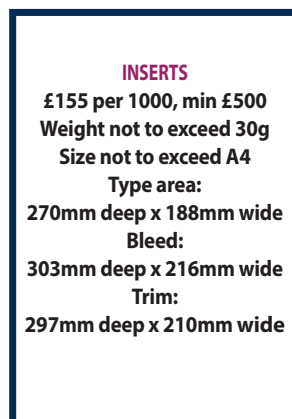 INSERTS
£155 per 1000, min £500
Weight not to exceed 30g
Size not to exceed A4
Type area:
270mm deep x 188mm wide
Bleed:
303mm deep x 216mm wide
Trim:
297mm deep x 210mm wide